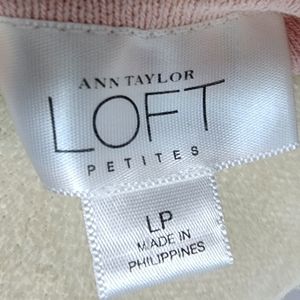 ANN TAYLOR
LOFT
PETITES
LP
MADE IN
PHILIPPINES